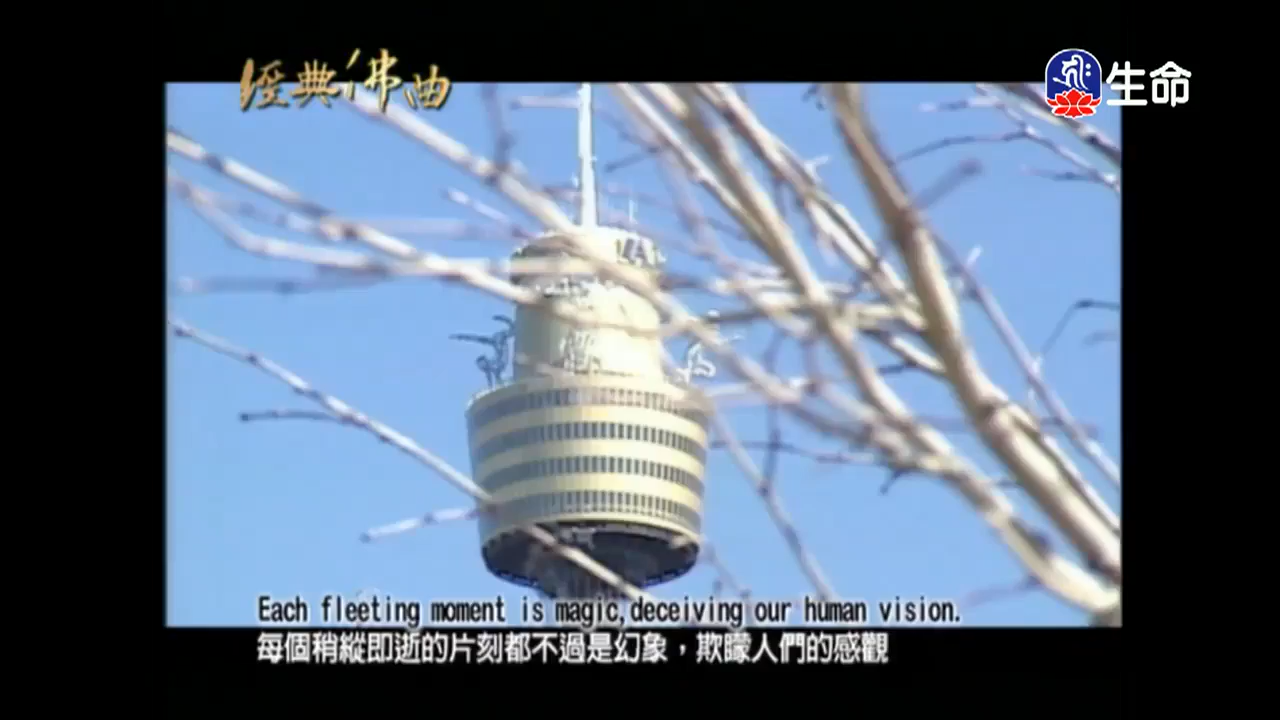 經典佛曲
生命
Each fleeting moment is magic,deceiving our human vision.
每個稍縱即逝的片刻都不過是幻象，欺矇人們的感觀